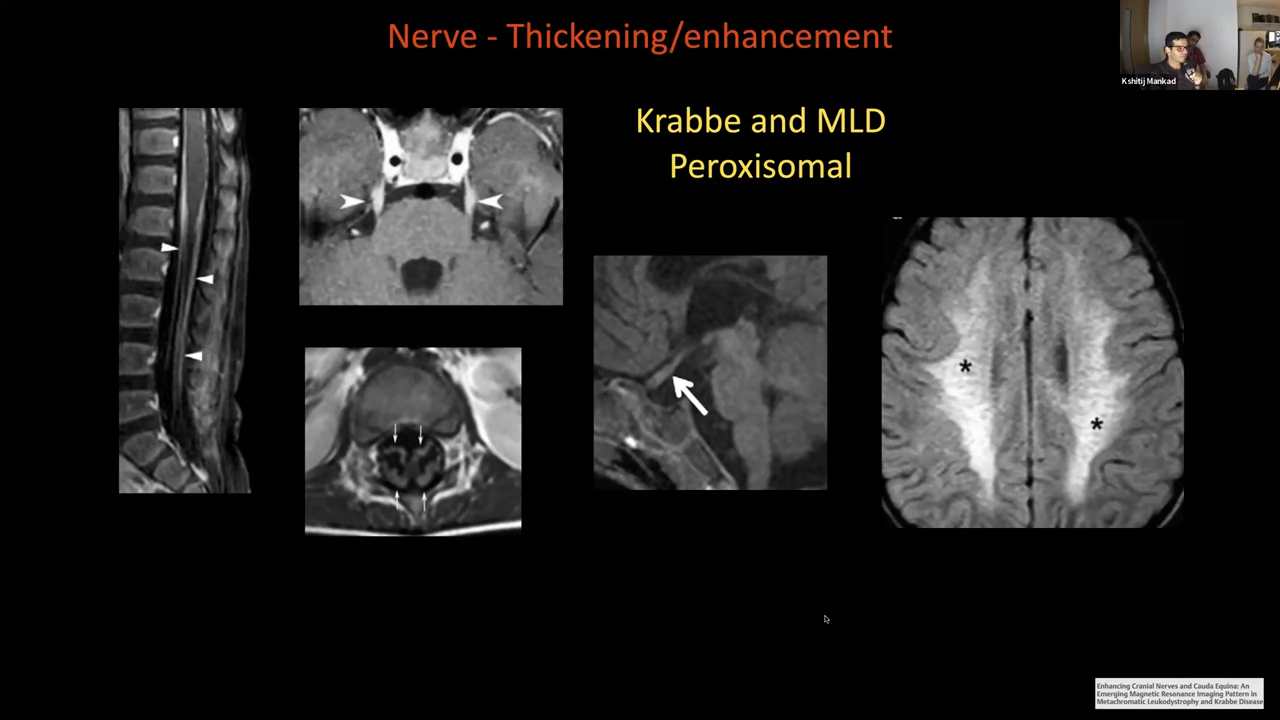 Nerve - Thickening/enhancement
Kshitij Mankad
Krabbe and MLD
Peroxisomal
*
*
Enhancing Cranial Nerves and Cauda Equina: An
Emerging Magnetic Resonance Imaging Pattern in
Metachromatic Leukodystrophy and Krabbe Disease